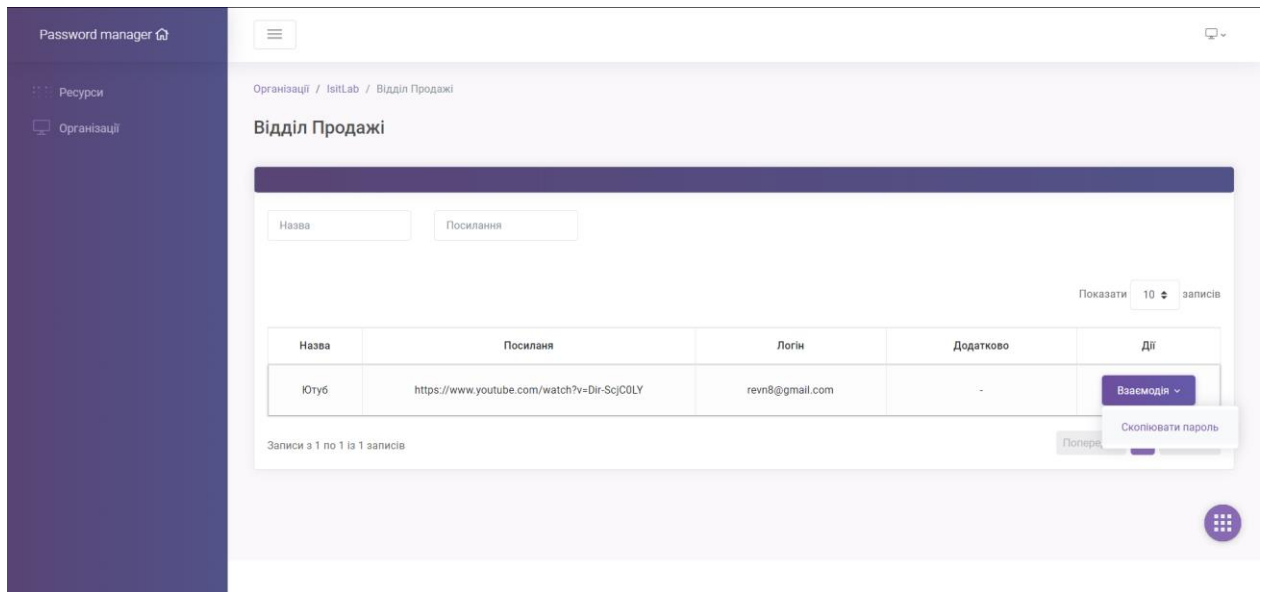 Password manager
Ресурси
Організації
Організації / IsitLab / Відділ Продажі
Відділ Продажі
Назва Посилання
Показати 10 записів
Назва Посиланя Логін Додатково Дії
Ютуб https://www.youtube.com/watch?v=Dir-ScjC0LY revn8@gmail.com - Взаємодія
Скопіювати пароль
Записи з 1 по 1 із 1 записів